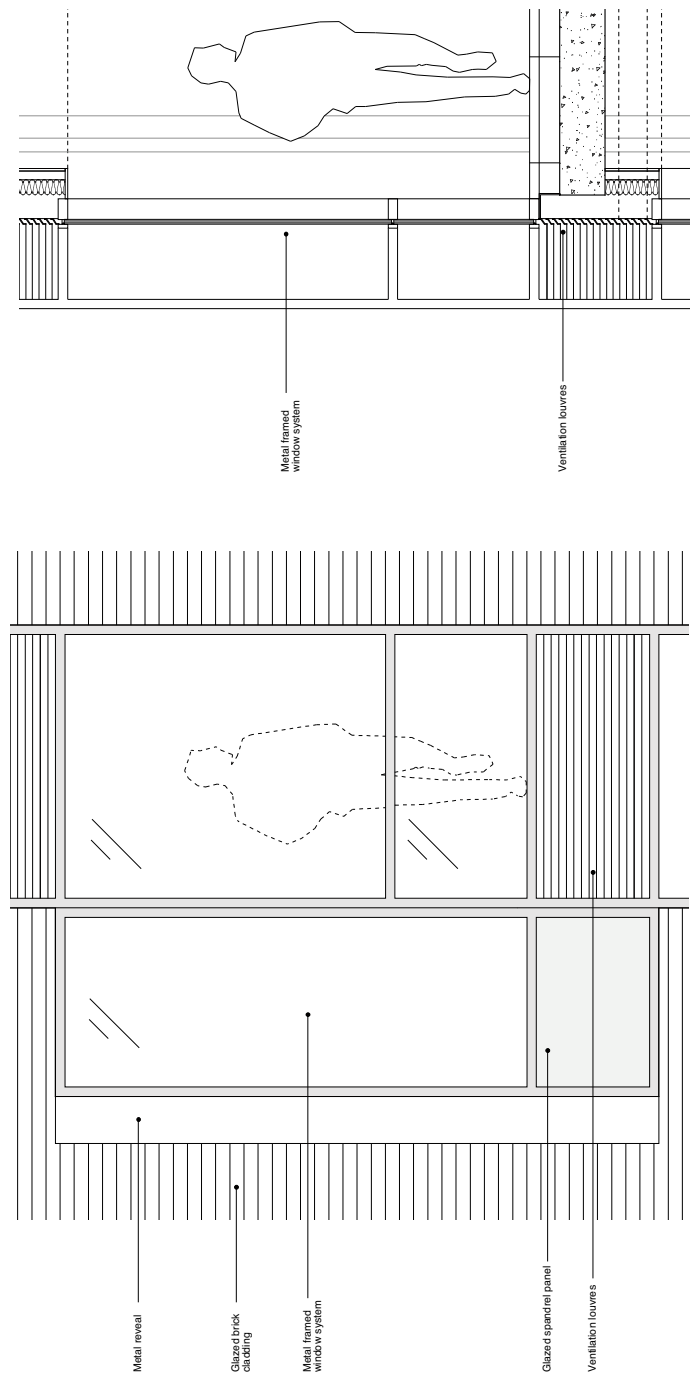 Metal framed
window system
Ventilation louvres
Metal reveal
Glazed brick
cladding
Metal framed
window system
Glazed spandrel panel
Ventilation louvres